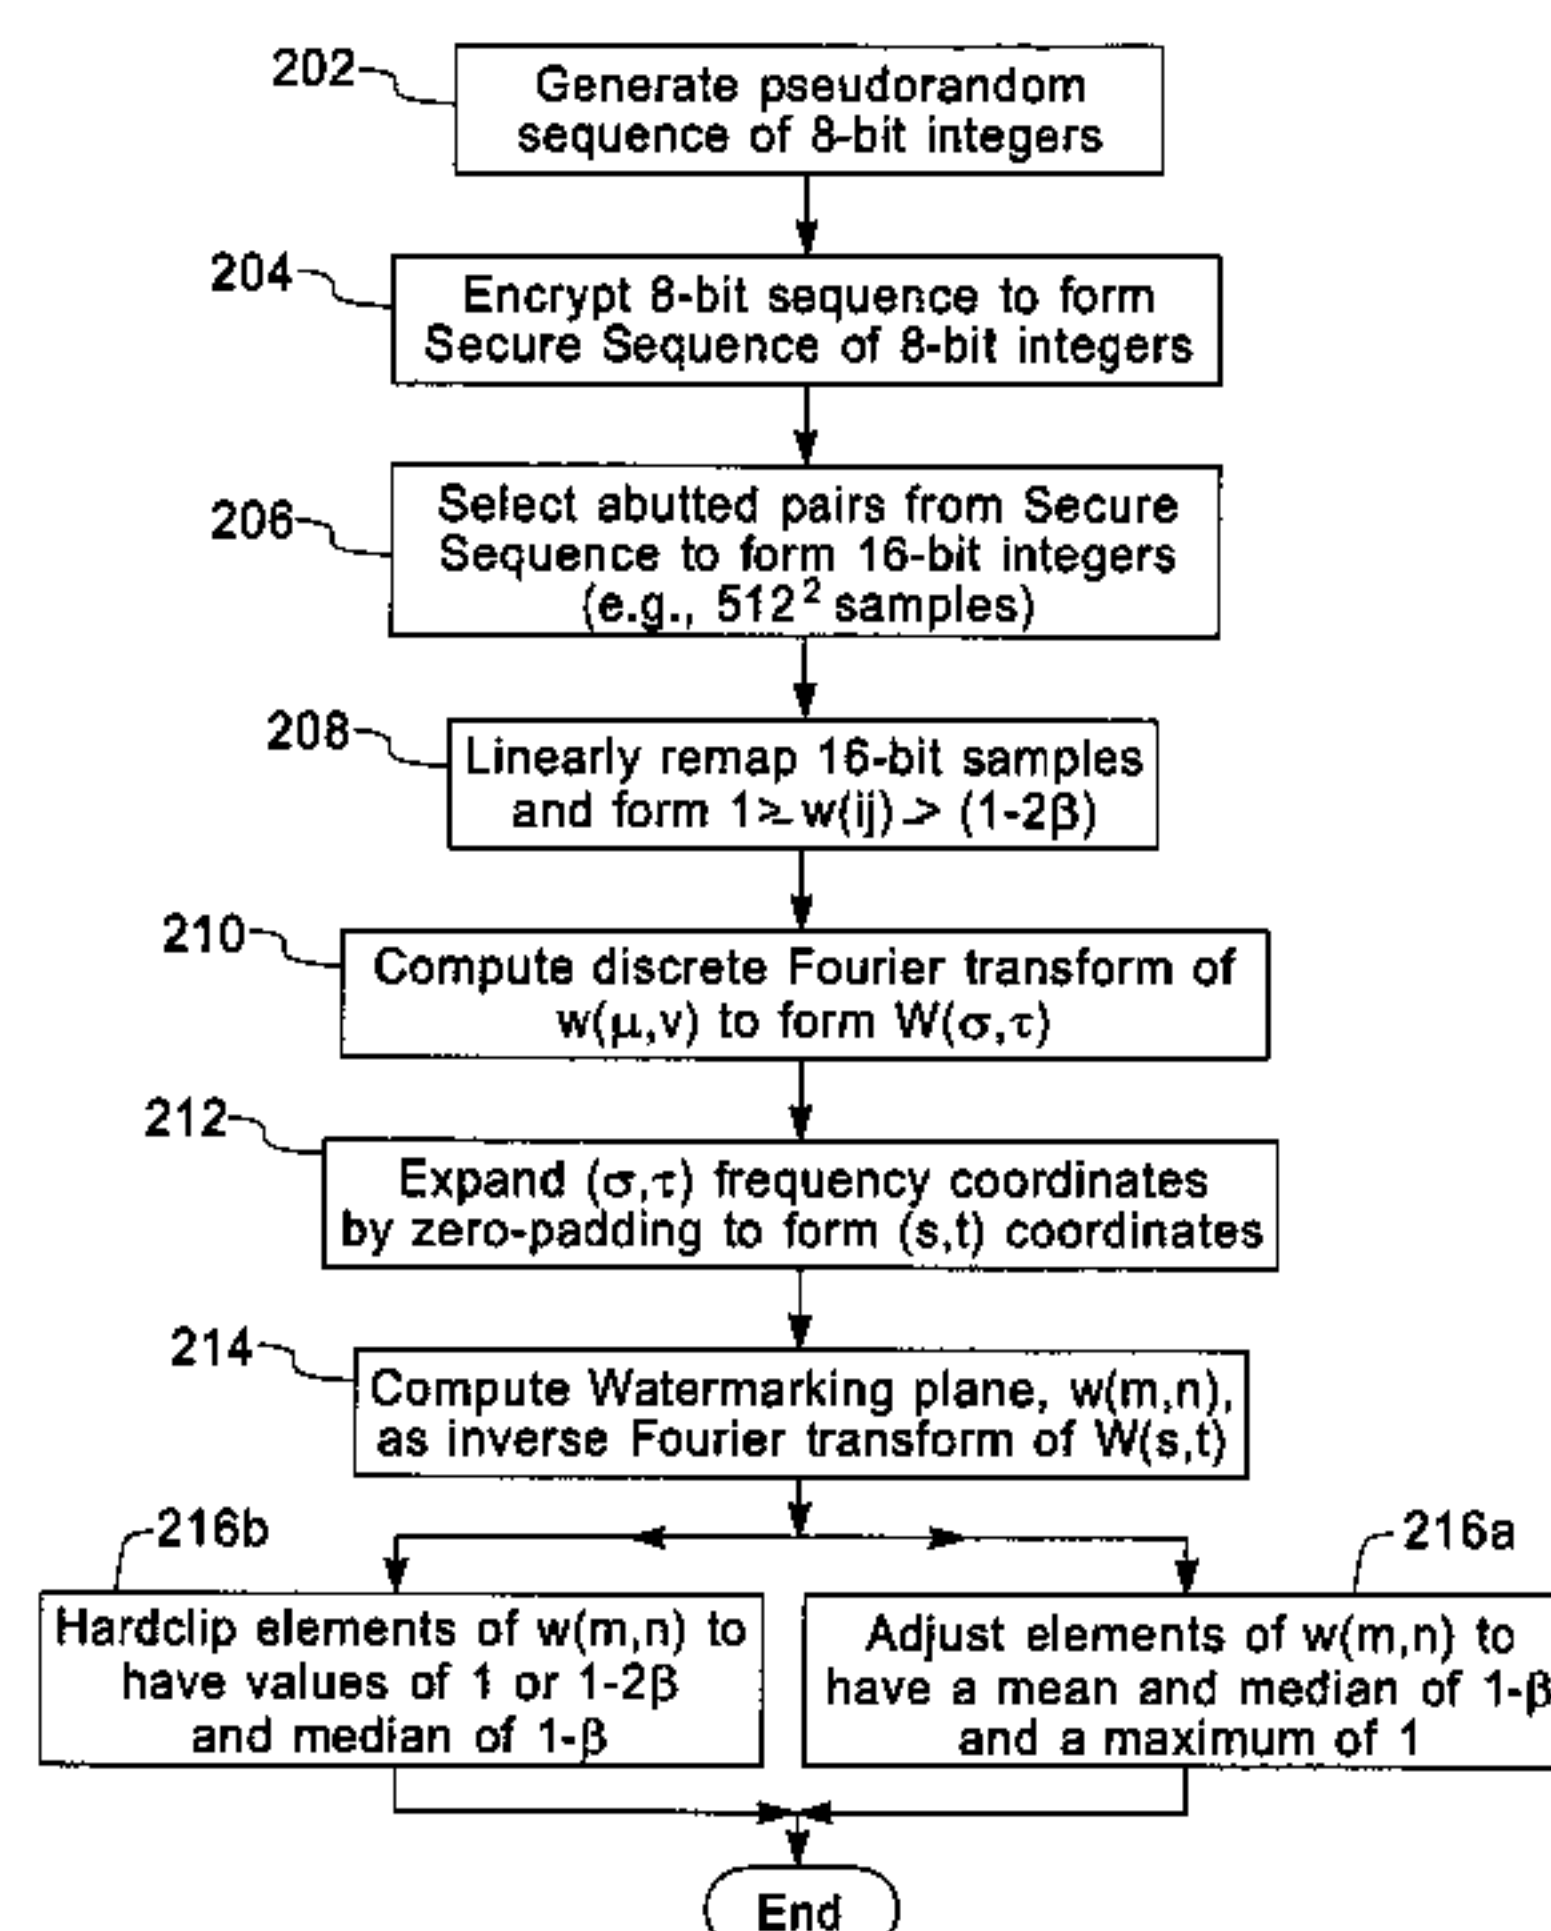 202
Generate pseudorandom
sequence of 8-bit integers
204
Encrypt 8-bit sequence to form
Secure Sequence of 8-bit integers
206
Select abutted pairs from Secure
Sequence to form 16-bit integers
(e.g., 512² samples)
208
Linearly remap 16-bit samples
and form 1≥w(ij)> (1-2β)
210
Compute discrete Fourier transform of
w(μ,ν) to form W(σ,τ)
212
Expand (σ,τ) frequency coordinates
by zero-padding to form (s,t) coordinates
214
Compute Watermarking plane, w(m,n),
as inverse Fourier transform of W(s,t)
216b
Hardclip elements of w(m,n) to
have values of 1 or 1-2β
and median of 1-β
216a
Adjust elements of w(m,n) to
have a mean and median of 1-β
and a maximum of 1
End